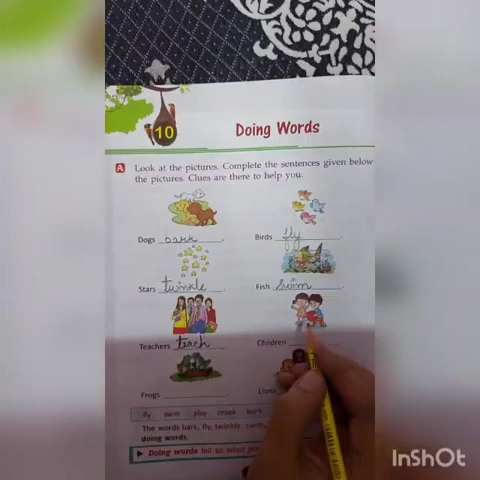 10 Doing Words
A Look at the pictures. Complete the sentences given below
the pictures. Clues are there to help you.
Dogs bark. Birds fly.
Stars twinkle. Fish swim.
Teachers teach. Children
Frogs Lions
fly swim play croak bark
The words bark, fly, twinkle,
doing words.
Doing words tell us what
InShOt